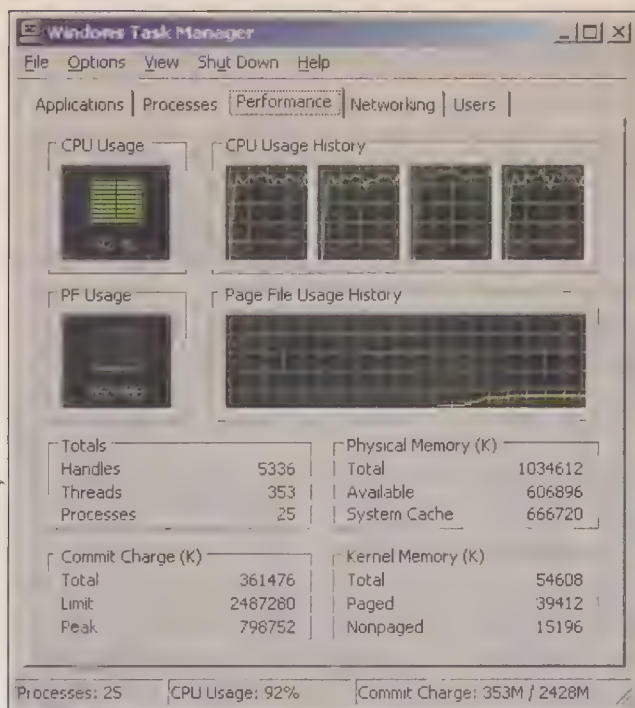 Windows Task Manager
File Options View Shut Down Help
Applications Processes Performance Networking Users
CPU Usage CPU Usage History
PF Usage Page File Usage History
Totals
Handles 5336
Threads 353
Processes 25
Physical Memory (K)
Total 1034612
Available 606896
System Cache 666720
Commit Charge (K)
Total 361476
Limit 2487280
Peak 798752
Kernel Memory (K)
Total 54608
Paged 39412
Nonpaged 15196
Processes: 25 CPU Usage: 92% Commit Charge: 353M / 2428M